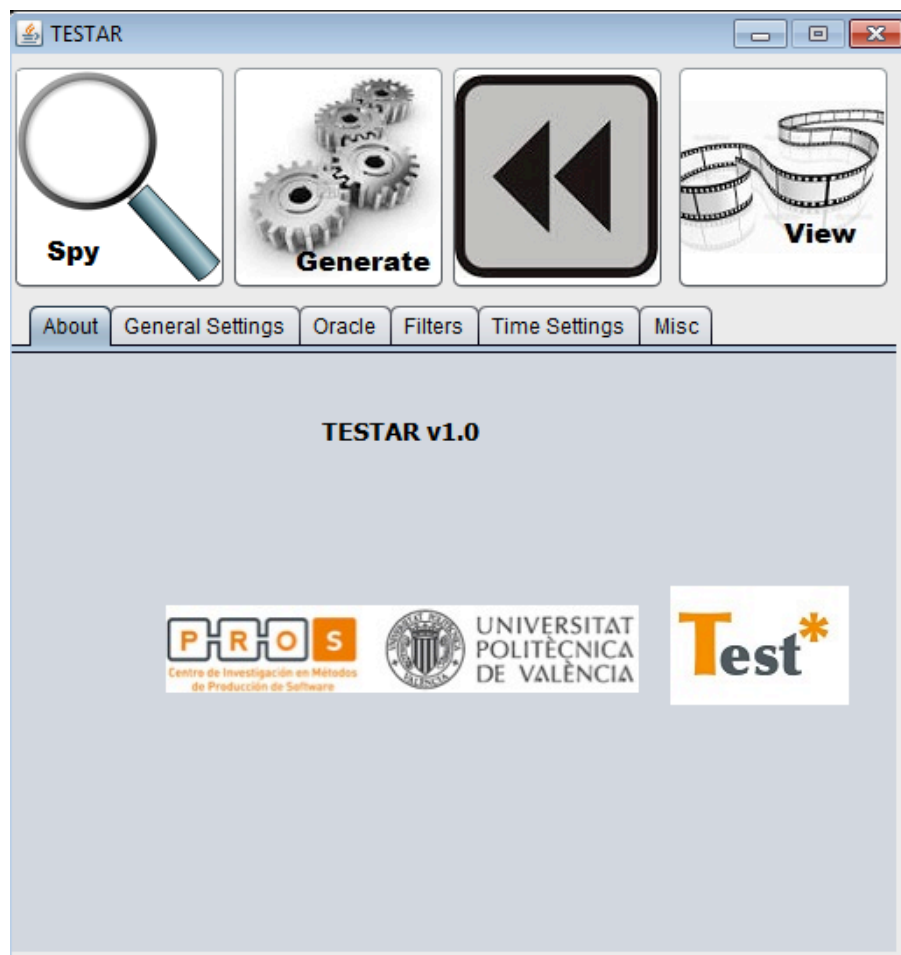 TESTAR
Spy
Generate
View
About
General Settings
Oracle
Filters
Time Settings
Misc
TESTAR v1.0
PROS
Centro de Investigación en Métodos
de Producción de Software
UNIVERSITAT
POLITÈCNICA
DE VALÈNCIA
Test*